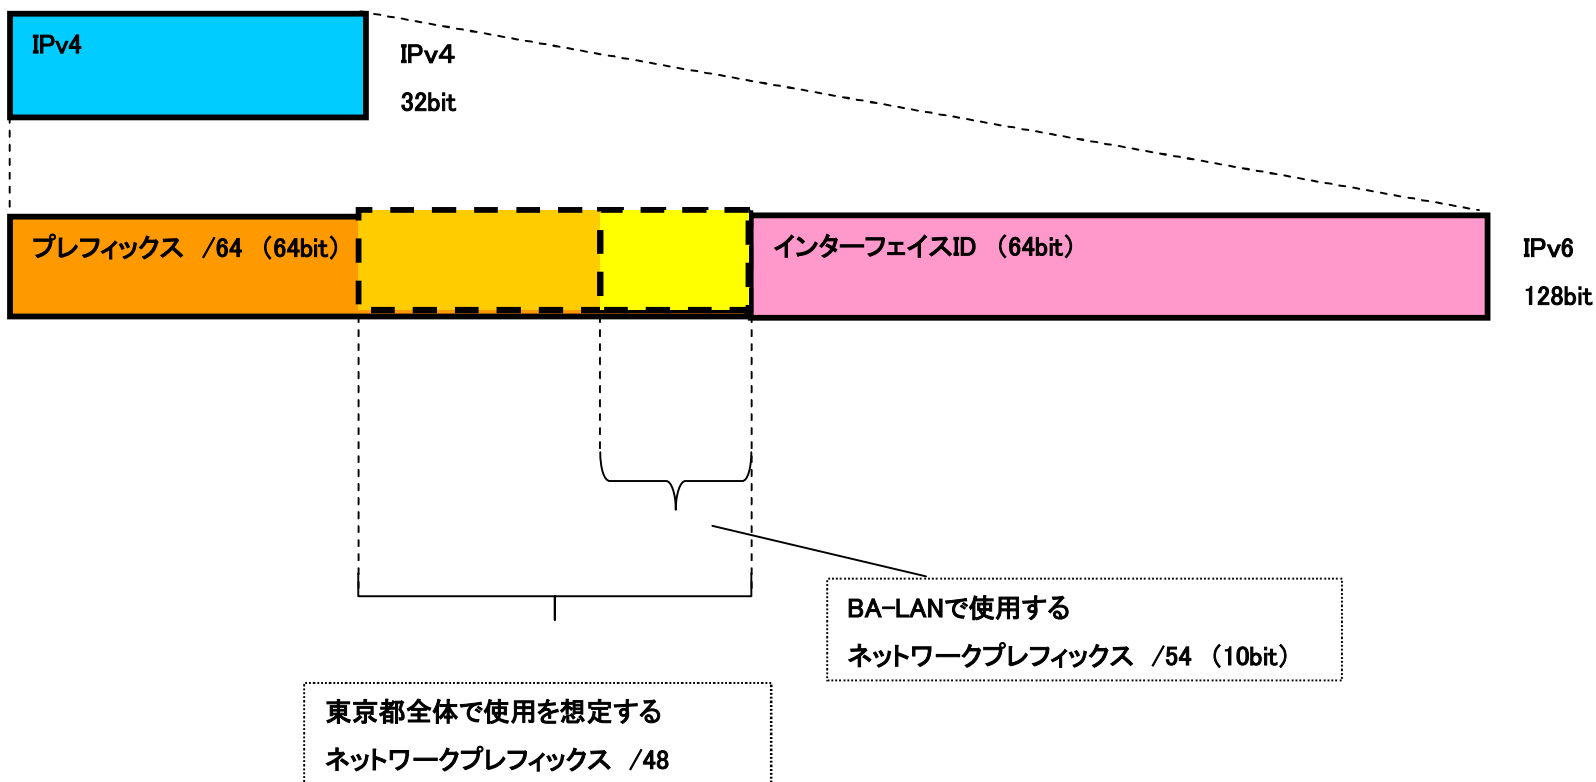 IPv4
IPv4
32bit
プレフィックス /64 (64bit)
インターフェイスID (64bit)
IPv6
128bit
BA-LANで使用する
ネットワークプレフィックス /54 (10bit)
東京都全体で使用を想定する
ネットワークプレフィックス /48